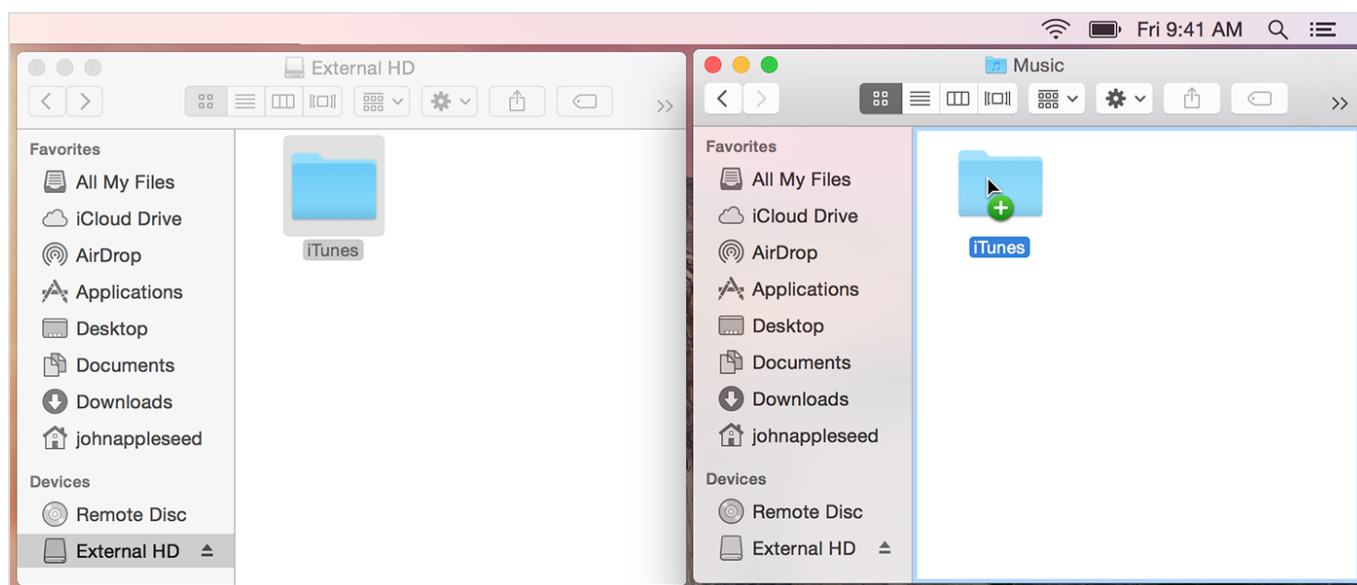 Fri 9:41 AM
External HD
Favorites
All My Files
iCloud Drive
AirDrop
Applications
Desktop
Documents
Downloads
johnappleseed
Devices
Remote Disc
External HD
iTunes
Music
Favorites
All My Files
iCloud Drive
AirDrop
Applications
Desktop
Documents
Downloads
johnappleseed
Devices
Remote Disc
External HD
iTunes